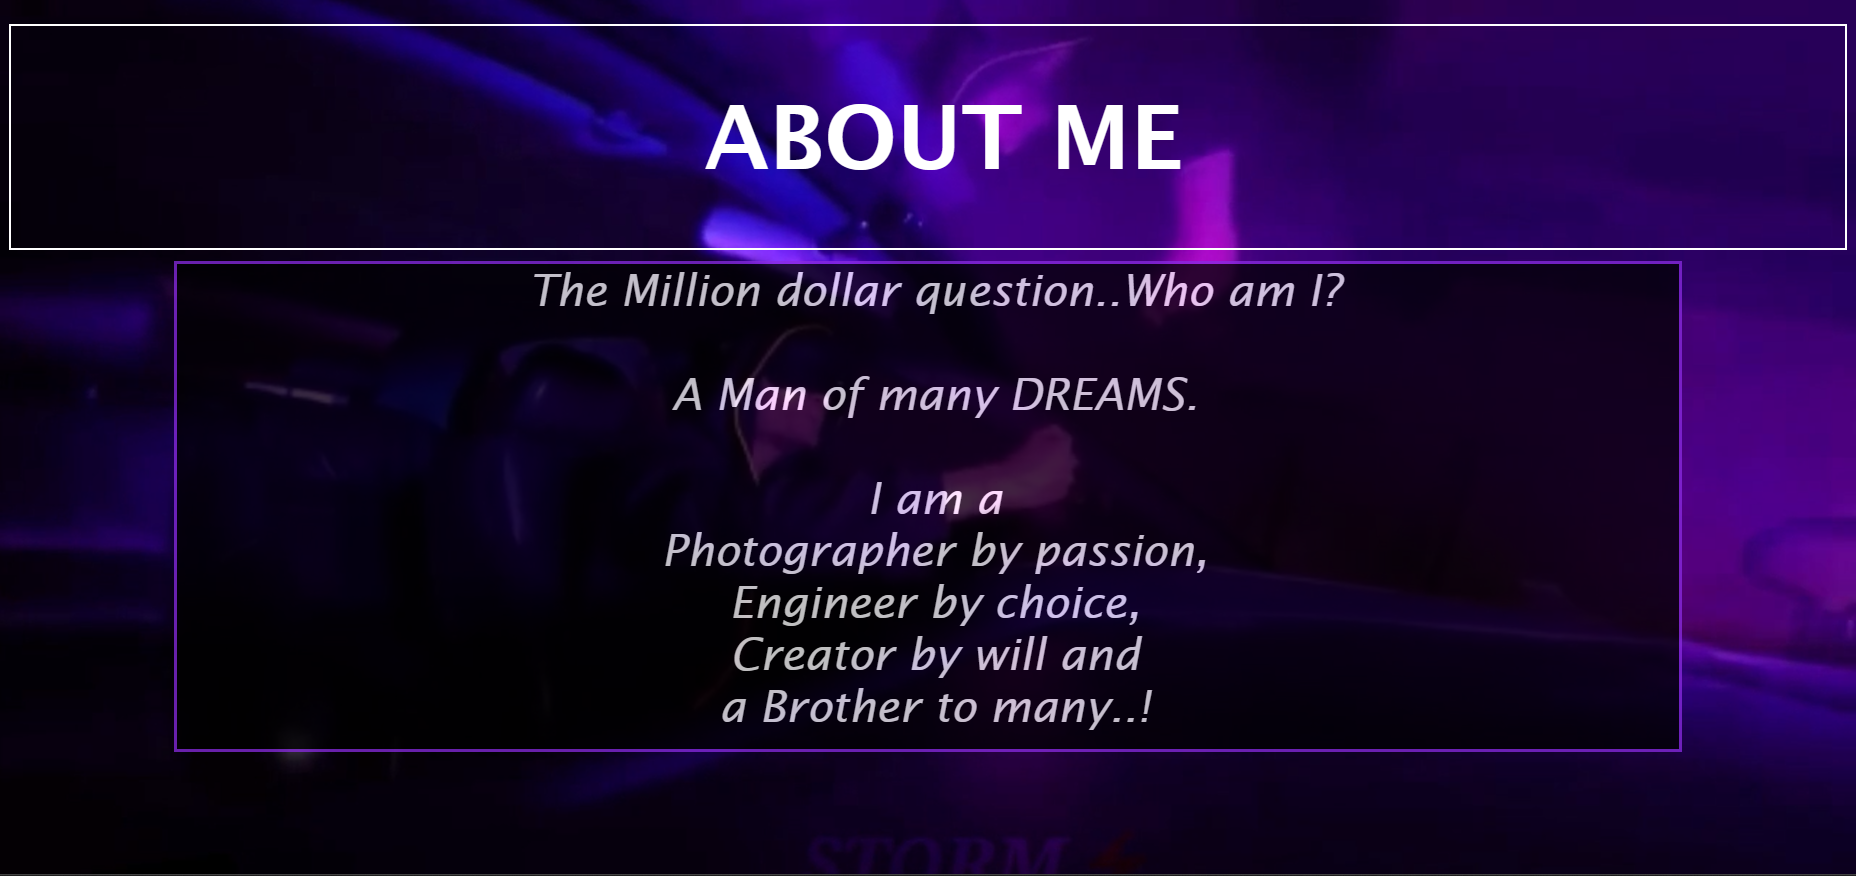 ABOUT ME
The Million dollar question..Who am I?
A Man of many DREAMS.
I am a
Photographer by passion,
Engineer by choice,
Creator by will and
a Brother to many..!
STORM